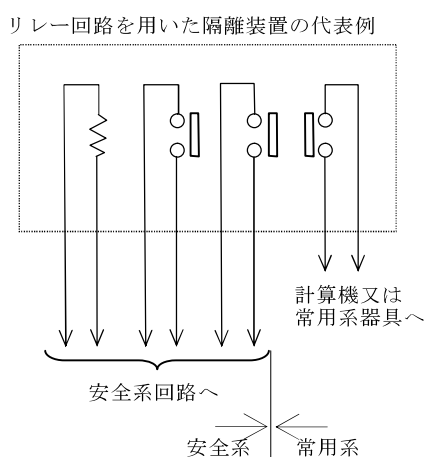 リレー回路を用いた隔離装置の代表例
計算機又は
常用系器具へ
安全系回路へ
安全系
常用系